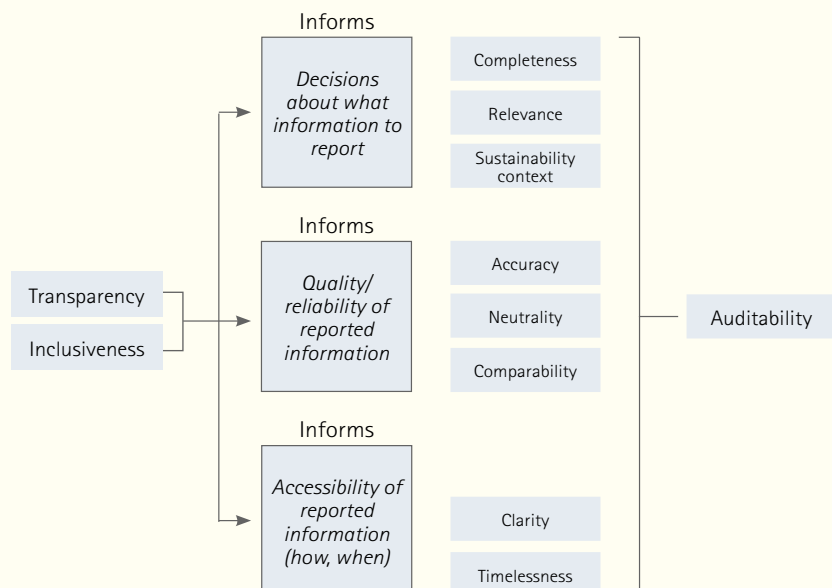 Informs
Decisions
about what
information to
report
Completeness
Relevance
Sustainability
context
Informs
Transparency
Inclusiveness
Quality/
reliability of
reported
information
Accuracy
Neutrality
Comparability
Auditability
Informs
Accessibility of
reported
information
(how, when)
Clarity
Timelessness